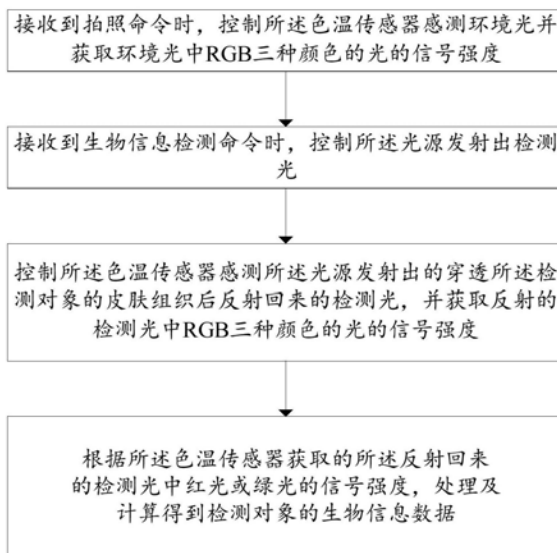 接收到拍照命令时，控制所述色温传感器感测环境光并
获取环境光中RGB三种颜色的光的信号强度
接收到生物信息检测命令时，控制所述光源发射出检测
光
控制所述色温传感器感测所述光源发射出的穿透所述检
测对象的皮肤组织后反射回来的检测光，并获取反射的
检测光中RGB三种颜色的光的信号强度
根据所述色温传感器获取的所述反射回来
的检测光中红光或绿光的信号强度，处理及
计算得到检测对象的生物信息数据